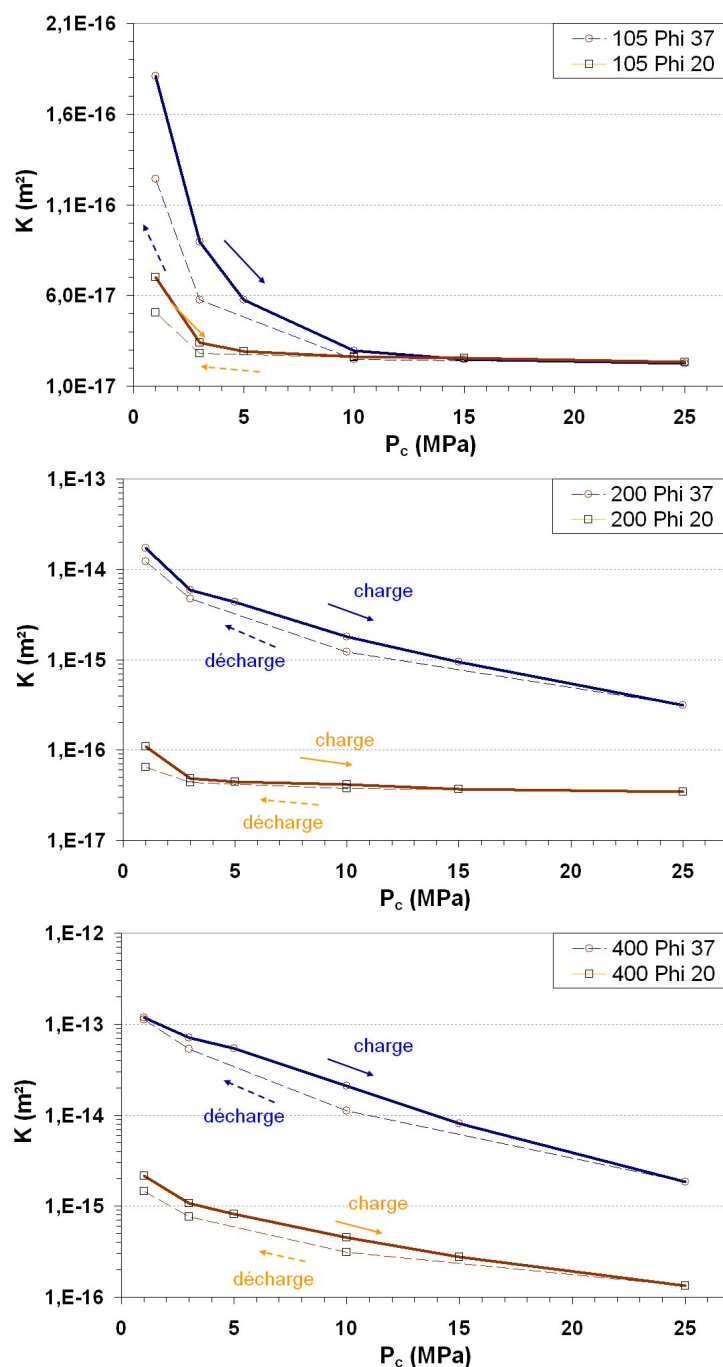 2,1E-16
105 Phi 37
105 Phi 20
1,6E-16
1,1E-16
6,0E-17
1,0E-17
K (m²)
0 5 10 15 20 25
Pc (MPa)
1,E-13
200 Phi 37
200 Phi 20
1,E-14
charge
décharge
1,E-15
K (m²)
1,E-16
charge
décharge
1,E-17
0 5 10 15 20 25
Pc (MPa)
1,E-12
400 Phi 37
400 Phi 20
1,E-13
charge
décharge
1,E-14
K (m²)
1,E-15
charge
décharge
1,E-16
0 5 10 15 20 25
Pc (MPa)